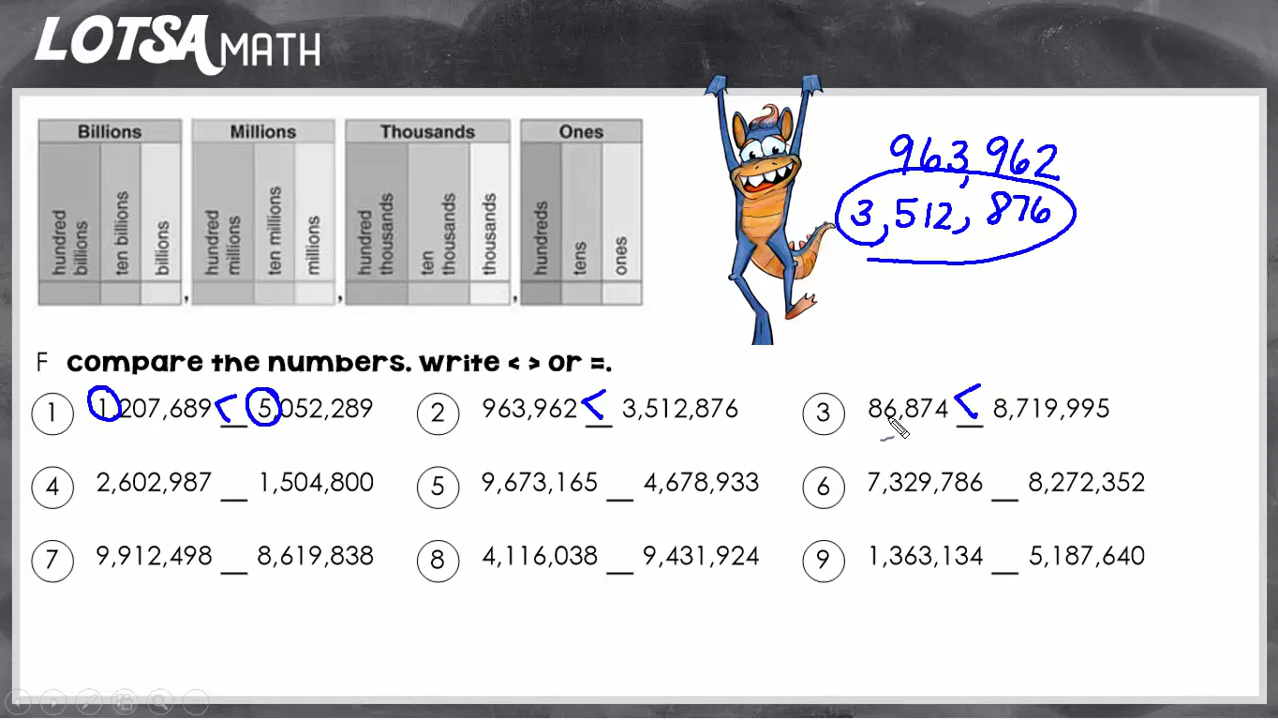 LOTSA MATH
Billions Millions Thousands Ones
hundred billions ten billions billions , hundred millions ten millions millions , hundred thousands ten thousands thousands , hundreds tens ones
963,962
3,512,876
F compare the numbers. Write < > or =.
1 1,207,689 < 5,052,289 2 963,962 < 3,512,876 3 86,874 < 8,719,995
4 2,602,987 __ 1,504,800 5 9,673,165 __ 4,678,933 6 7,329,786 __ 8,272,352
7 9,912,498 __ 8,619,838 8 4,116,038 __ 9,431,924 9 1,363,134 __ 5,187,640